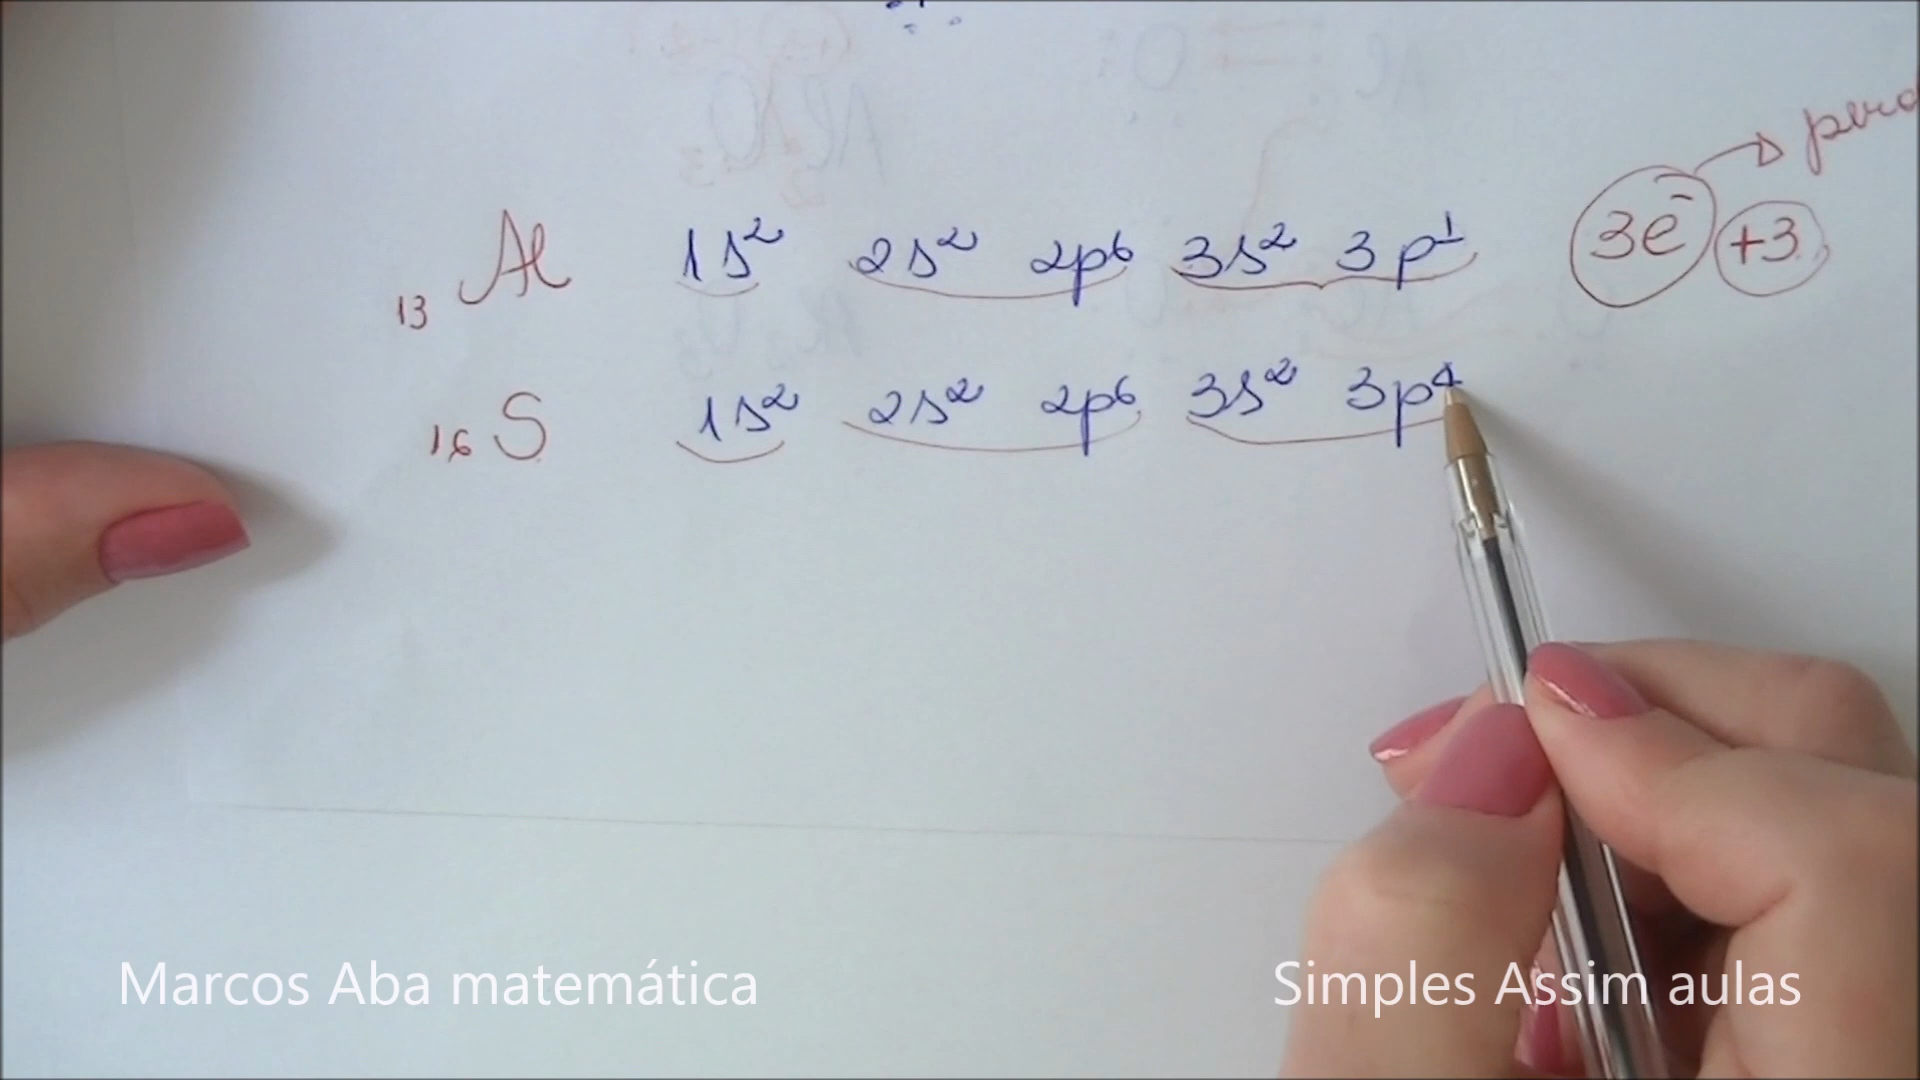 perd
13 Al 1s² 2s² 2p⁶ 3s² 3p¹ 3e⁻ +3
16 S 1s² 2s² 2p⁶ 3s² 3p⁴
Marcos Aba matemática
Simples Assim aulas